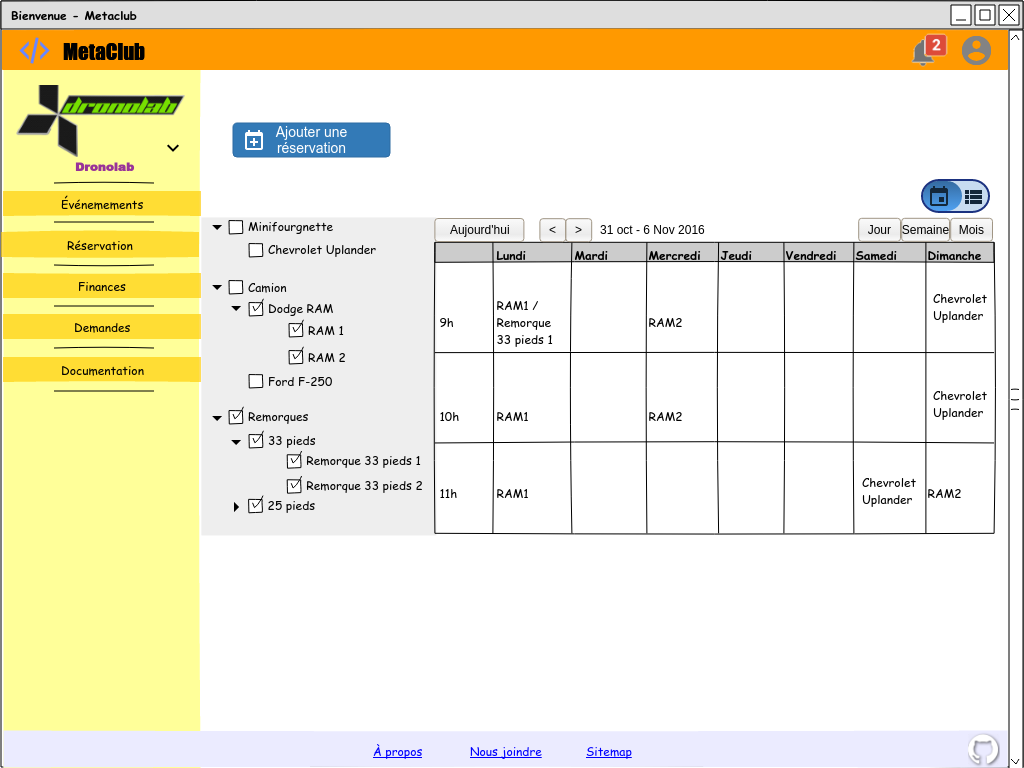 Bienvenue - Metaclub
</> MetaClub
2
dronolab
Dronolab
Événemements
Réservation
Finances
Demandes
Documentation
Ajouter une
réservation
Minifourgnette
Chevrolet Uplander
Camion
Dodge RAM
RAM 1
RAM 2
Ford F-250
Remorques
33 pieds
Remorque 33 pieds 1
Remorque 33 pieds 2
25 pieds
Aujourd'hui < > 31 oct - 6 Nov 2016 Jour Semaine Mois
Lundi Mardi Mercredi Jeudi Vendredi Samedi Dimanche
9h
RAM1 /
Remorque
33 pieds 1
RAM2
Chevrolet
Uplander
10h RAM1 RAM2
Chevrolet
Uplander
11h RAM1
Chevrolet
Uplander
RAM2
À propos Nous joindre Sitemap